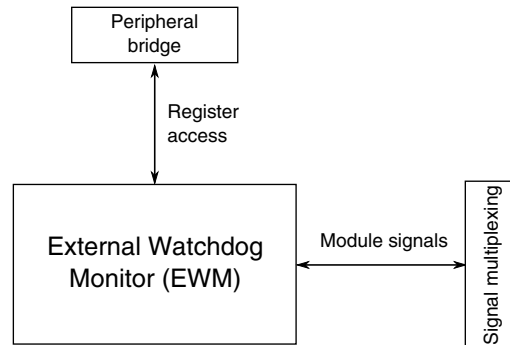 Peripheral
bridge
Register
access
External Watchdog
Monitor (EWM)
Module signals
Signal multiplexing